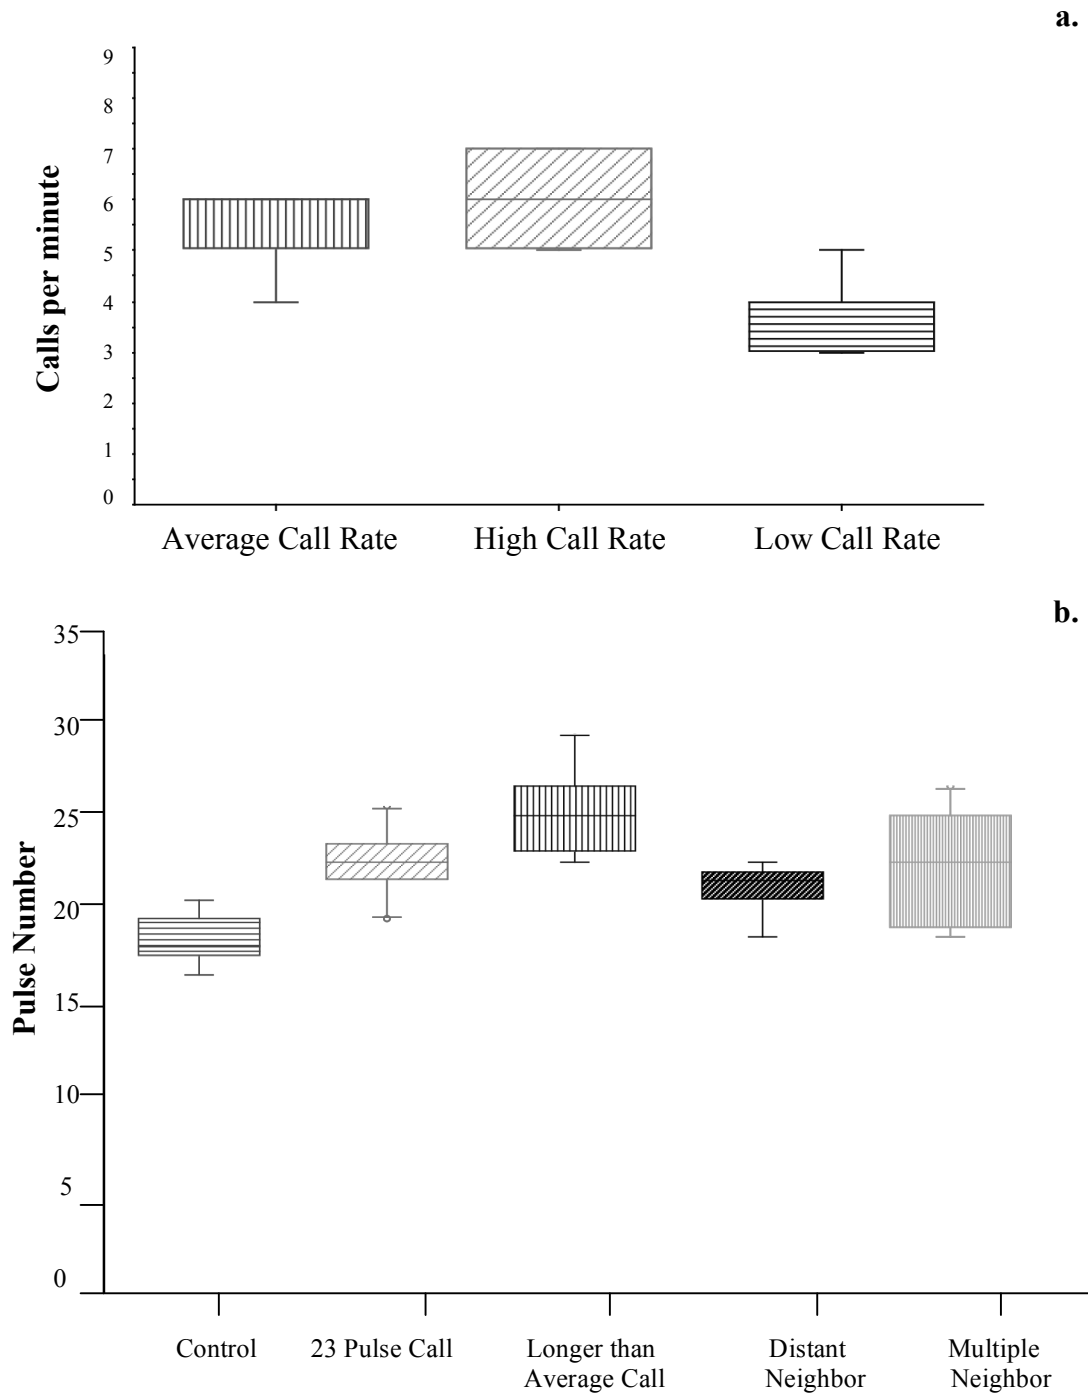 a.
9
8
7
6
5
4
3
2
1
0
Calls per minute
Average Call Rate High Call Rate Low Call Rate
b.
35
30
25
20
15
10
5
0
Pulse Number
Control 23 Pulse Call Longer than Distant Multiple
Average Call Neighbor Neighbor